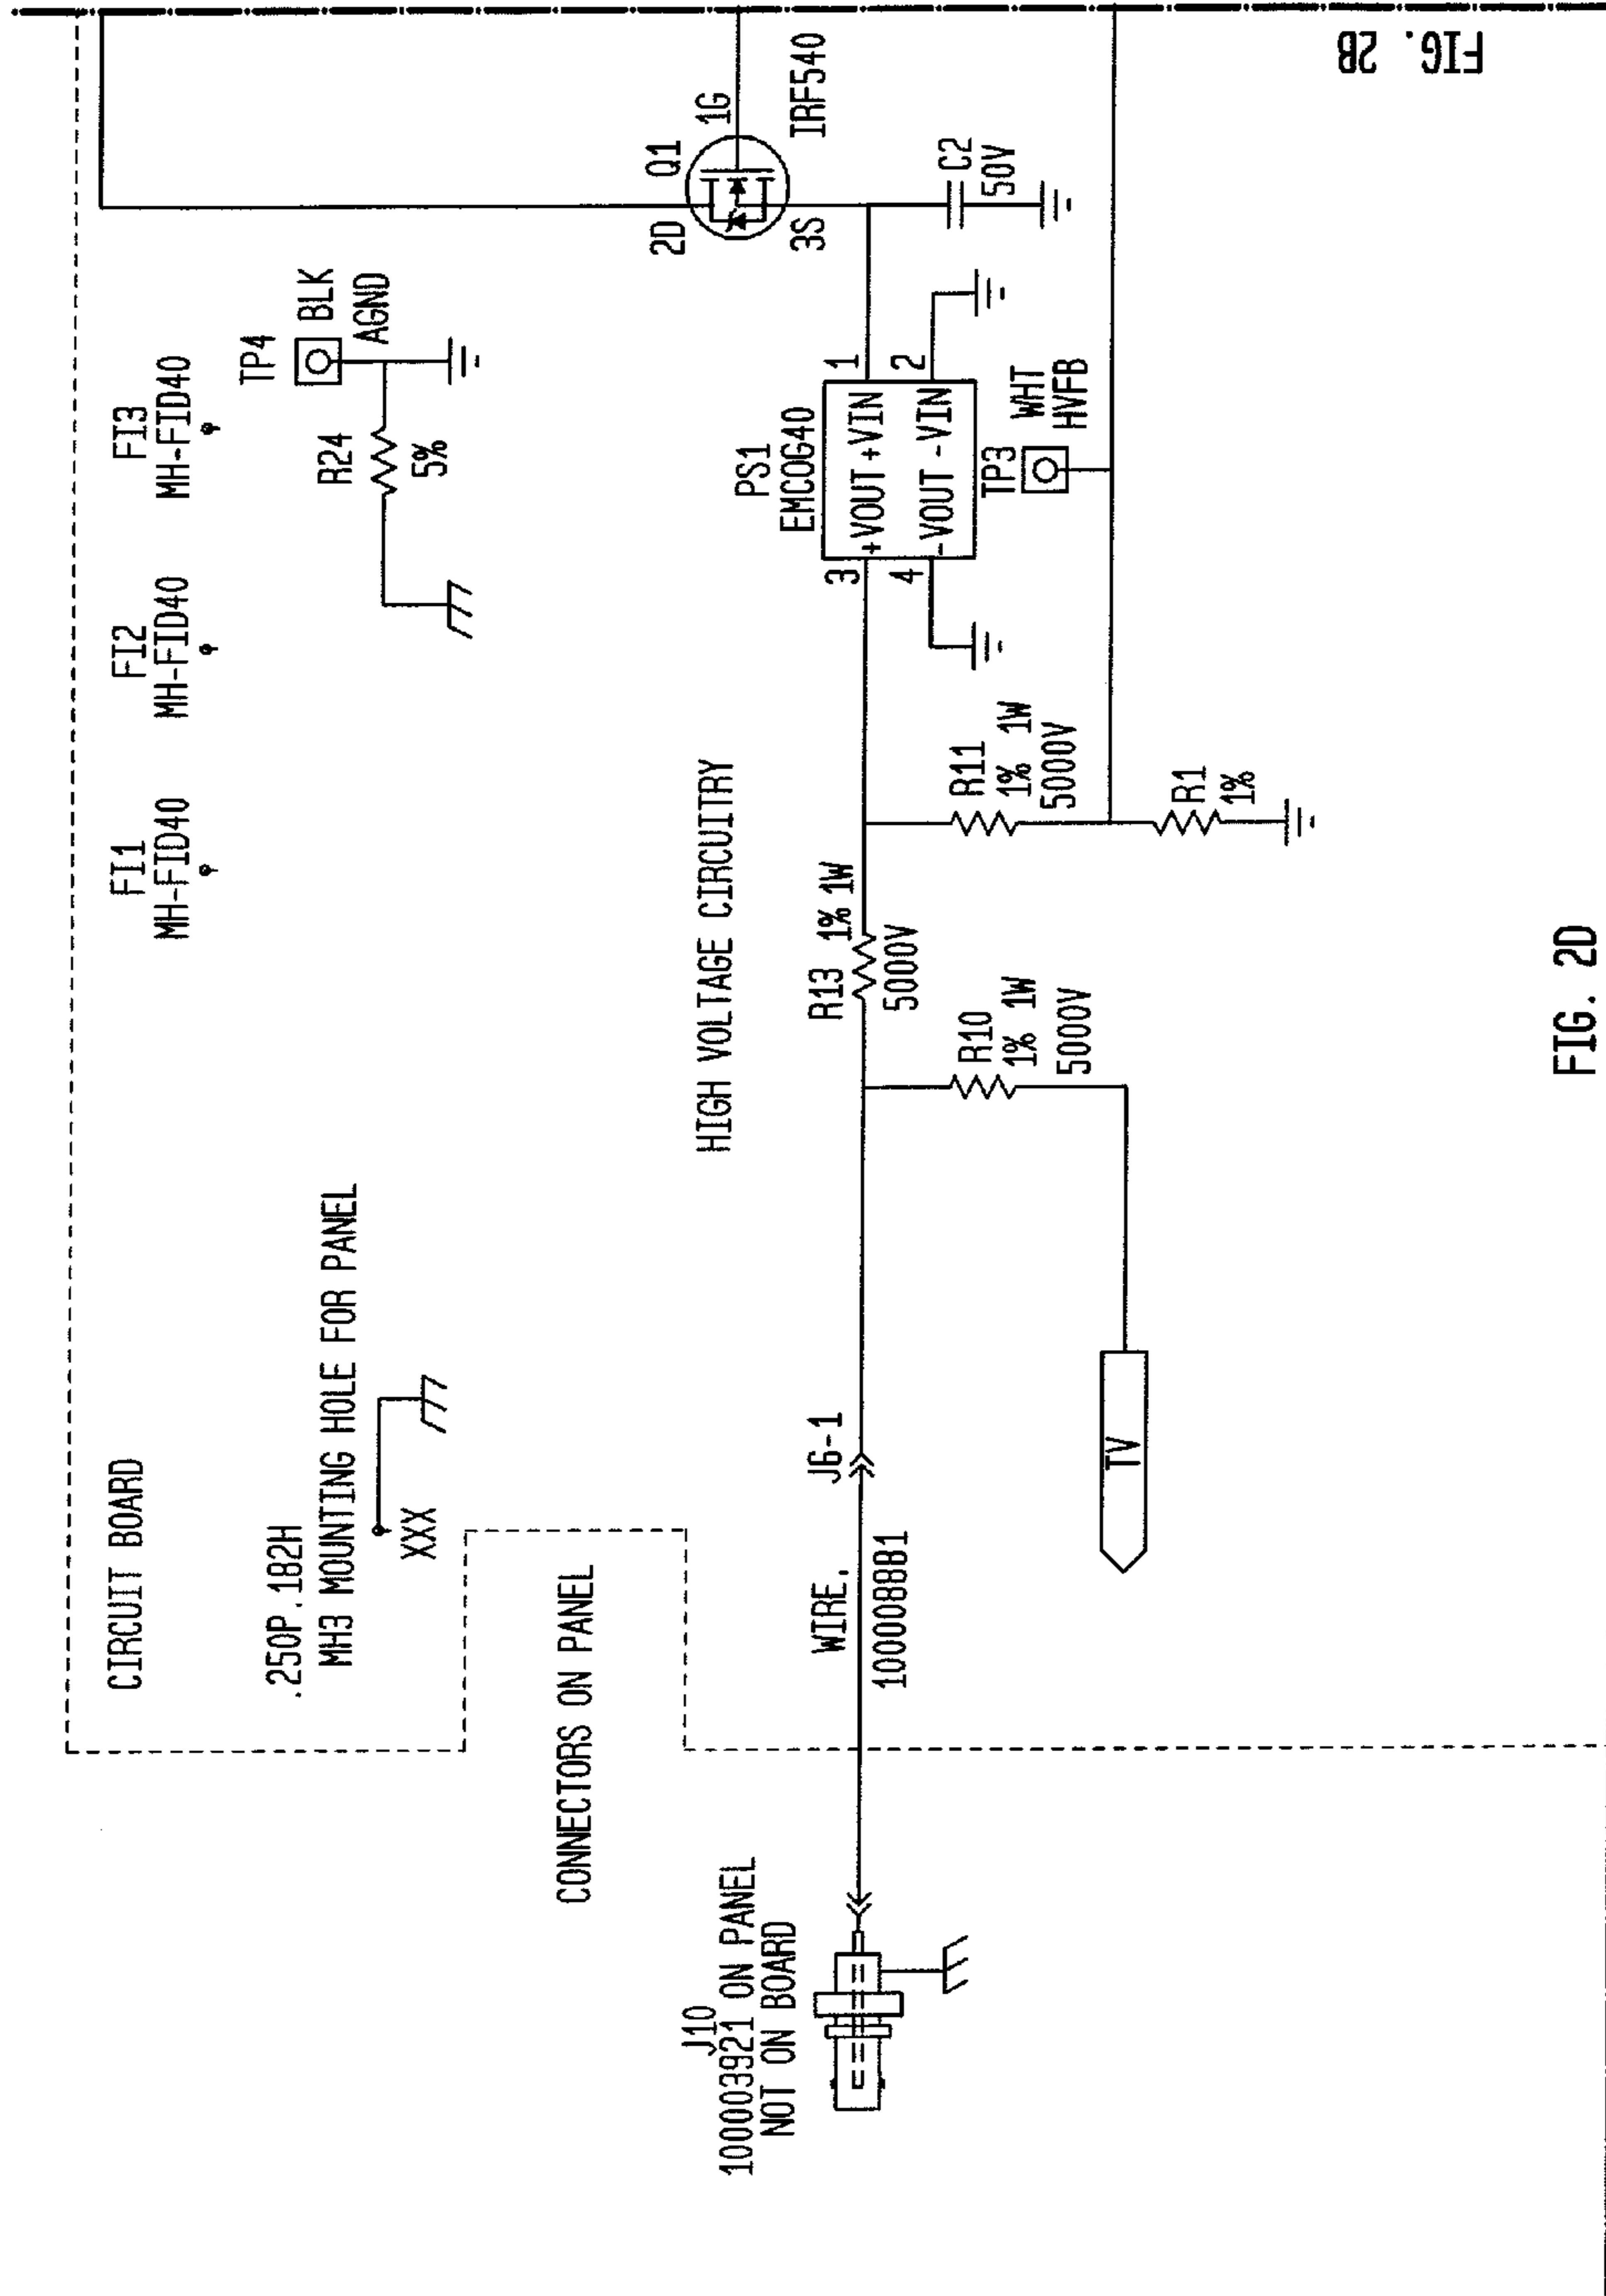 CIRCUIT BOARD
.250P.182H
MH3 MOUNTING HOLE FOR PANEL
XXX
FI1
MH-FID40
FI2
MH-FID40
FI3
MH-FID40
TP4
BLK
AGND
R24
5%
CONNECTORS ON PANEL
HIGH VOLTAGE CIRCUITRY
J10
100003921 ON PANEL
NOT ON BOARD
WIRE.
100088B1
J6-1
R13 1% 1W
5000V
R10
1% 1W
5000V
TV
R11
1% 1W
5000V
R1
1%
PS1
EMCOG40
3
+VOUT +VIN
1
4
-VOUT -VIN
2
TP3
WHT
HVFB
Q1
2D
1G
3S
IRF540
C2
50V
FIG. 2B
FIG. 2D